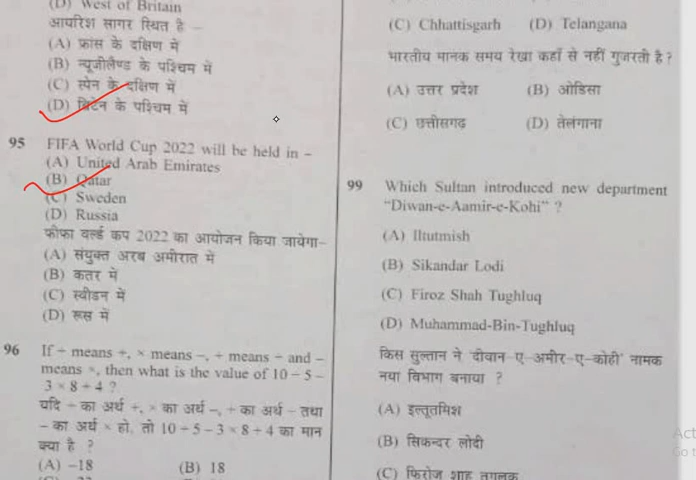 (D) West of Britain
आयरिश सागर स्थित है –
(A) फ्रांस के दक्षिण में
(B) न्यूजीलैण्ड के पश्चिम में
(C) स्पेन के दक्षिण में
(D) ब्रिटेन के पश्चिम में
95 FIFA World Cup 2022 will be held in –
(A) United Arab Emirates
(B) Qatar
(C) Sweden
(D) Russia
फीफा वर्ल्ड कप 2022 का आयोजन किया जायेगा–
(A) संयुक्त अरब अमीरात में
(B) कतर में
(C) स्वीडन में
(D) रूस में
96 If ÷ means +, × means –, + means ÷ and –
means ×, then what is the value of 10 – 5 –
3 × 8 ÷ 4 ?
यदि ÷ का अर्थ +, × का अर्थ –, + का अर्थ ÷ तथा
– का अर्थ × हो, तो 10 ÷ 5 – 3 × 8 ÷ 4 का मान
क्या है ?
(A) –18 (B) 18
(C) Chhattisgarh (D) Telangana
भारतीय मानक समय रेखा कहाँ से नहीं गुजरती है ?
(A) उत्तर प्रदेश (B) ओडिसा
(C) छत्तीसगढ़ (D) तेलंगाना
99 Which Sultan introduced new department
“Diwan-e-Aamir-e-Kohi” ?
(A) Iltutmish
(B) Sikandar Lodi
(C) Firoz Shah Tughluq
(D) Muhammad-Bin-Tughluq
किस सुल्तान ने 'दीवान-ए-अमीर-ए-कोही' नामक
नया विभाग बनाया ?
(A) इल्तूतमिश
(B) सिकन्दर लोदी
(C) फिरोज शाह तुगलक